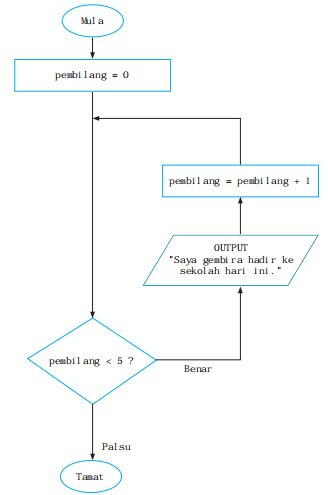 Mula
pembilang = 0
pembilang = pembilang + 1
OUTPUT
"Saya gembira hadir ke
sekolah hari ini."
pembilang < 5 ?
Benar
Palsu
Tamat